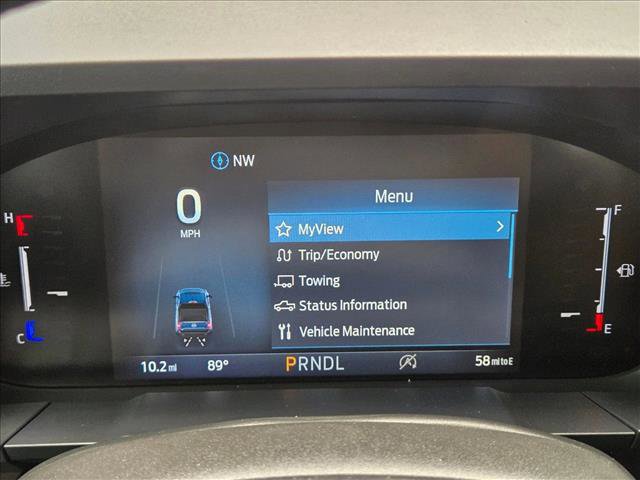 NW
0
MPH
Menu
MyView
Trip/Economy
Towing
Status Information
Vehicle Maintenance
H
C
F
E
10.2 mi 89° PRNDL 58 mi to E